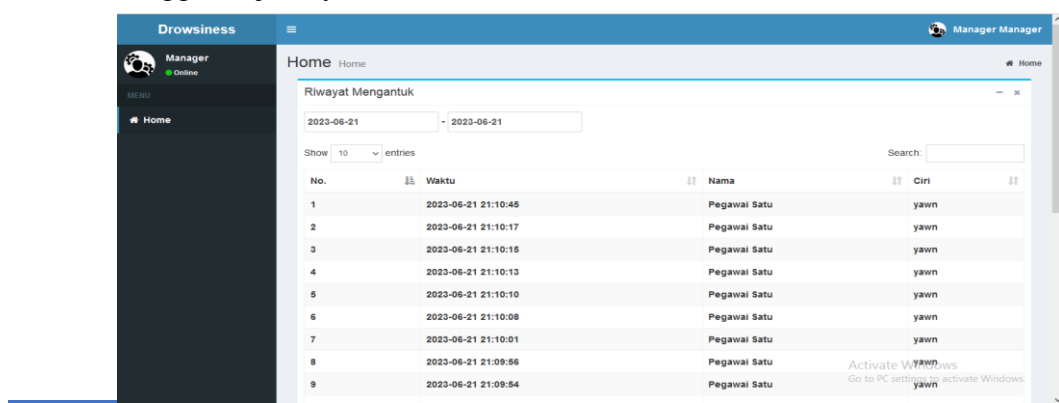 Drowsiness
Manager Manager
Manager
Online
Home Home
Home
MENU
Home
Riwayat Mengantuk
2023-06-21 - 2023-06-21
Show 10 entries Search:
No. Waktu Nama Ciri
1 2023-06-21 21:10:45 Pegawai Satu yawn
2 2023-06-21 21:10:17 Pegawai Satu yawn
3 2023-06-21 21:10:15 Pegawai Satu yawn
4 2023-06-21 21:10:13 Pegawai Satu yawn
5 2023-06-21 21:10:10 Pegawai Satu yawn
6 2023-06-21 21:10:08 Pegawai Satu yawn
7 2023-06-21 21:10:01 Pegawai Satu yawn
8 2023-06-21 21:09:56 Pegawai Satu yawn
9 2023-06-21 21:09:54 Pegawai Satu yawn
Activate Windows
Go to PC settings to activate Windows.